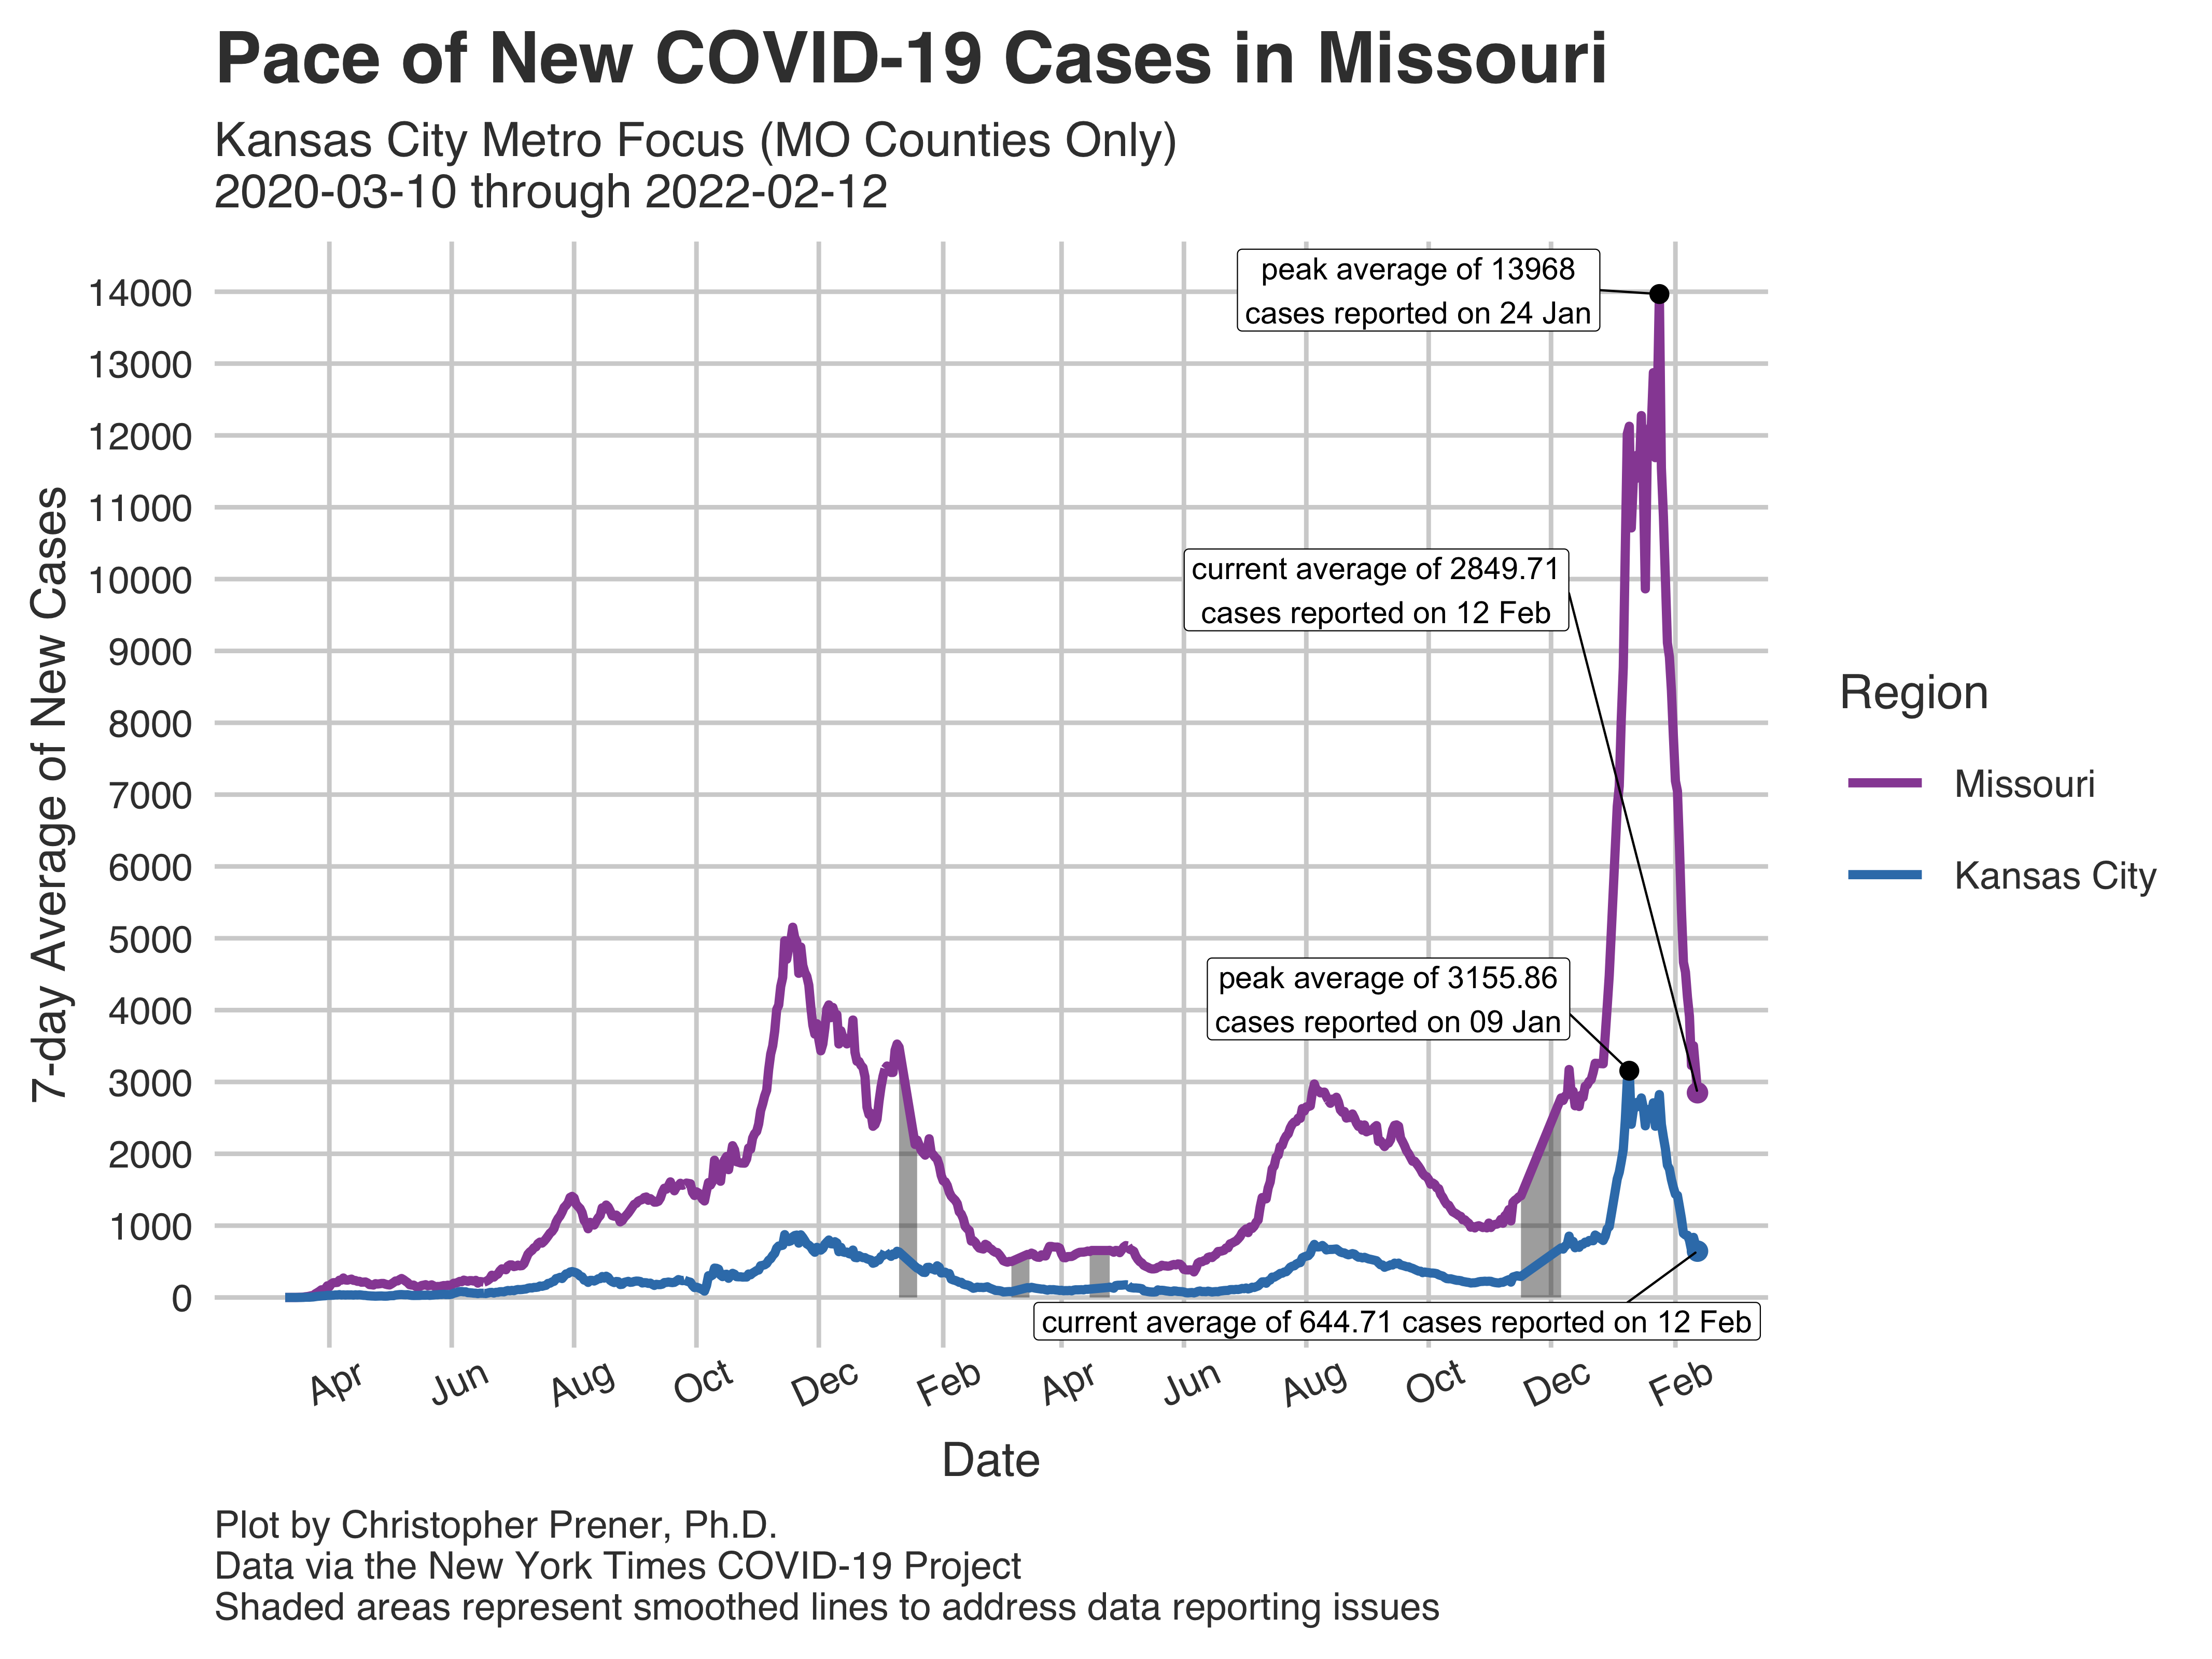 Pace of New COVID-19 Cases in Missouri
Kansas City Metro Focus (MO Counties Only)
2020-03-10 through 2022-02-12
7-day Average of New Cases
14000
13000
12000
11000
10000
9000
8000
7000
6000
5000
4000
3000
2000
1000
0
peak average of 13968
cases reported on 24 Jan
current average of 2849.71
cases reported on 12 Feb
peak average of 3155.86
cases reported on 09 Jan
current average of 644.71 cases reported on 12 Feb
Apr
Jun
Aug
Oct
Dec
Feb
Apr
Jun
Aug
Oct
Dec
Feb
Date
Region
Missouri
Kansas City
Plot by Christopher Prener, Ph.D.
Data via the New York Times COVID-19 Project
Shaded areas represent smoothed lines to address data reporting issues